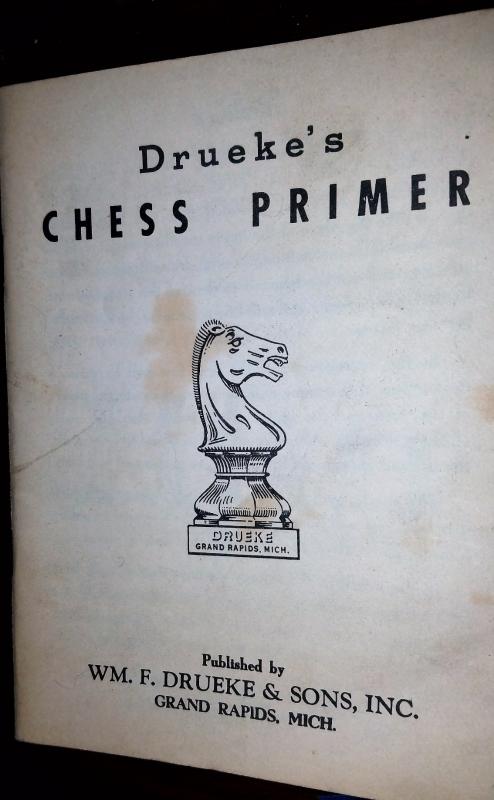 Drueke's
CHESS PRIMER
DRUEKE
GRAND RAPIDS, MICH.
Published by
WM. F. DRUEKE & SONS, INC.
GRAND RAPIDS, MICH.